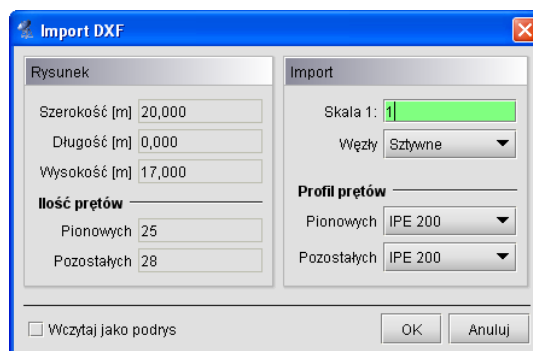 Import DXF
Rysunek
Szerokość [m] 20,000
Długość [m] 0,000
Wysokość [m] 17,000
Ilość prętów
Pionowych 25
Pozostałych 28
Import
Skala 1: 1
Węzły Sztywne
Profil prętów
Pionowych IPE 200
Pozostałych IPE 200
Wczytaj jako podrys
OK Anuluj